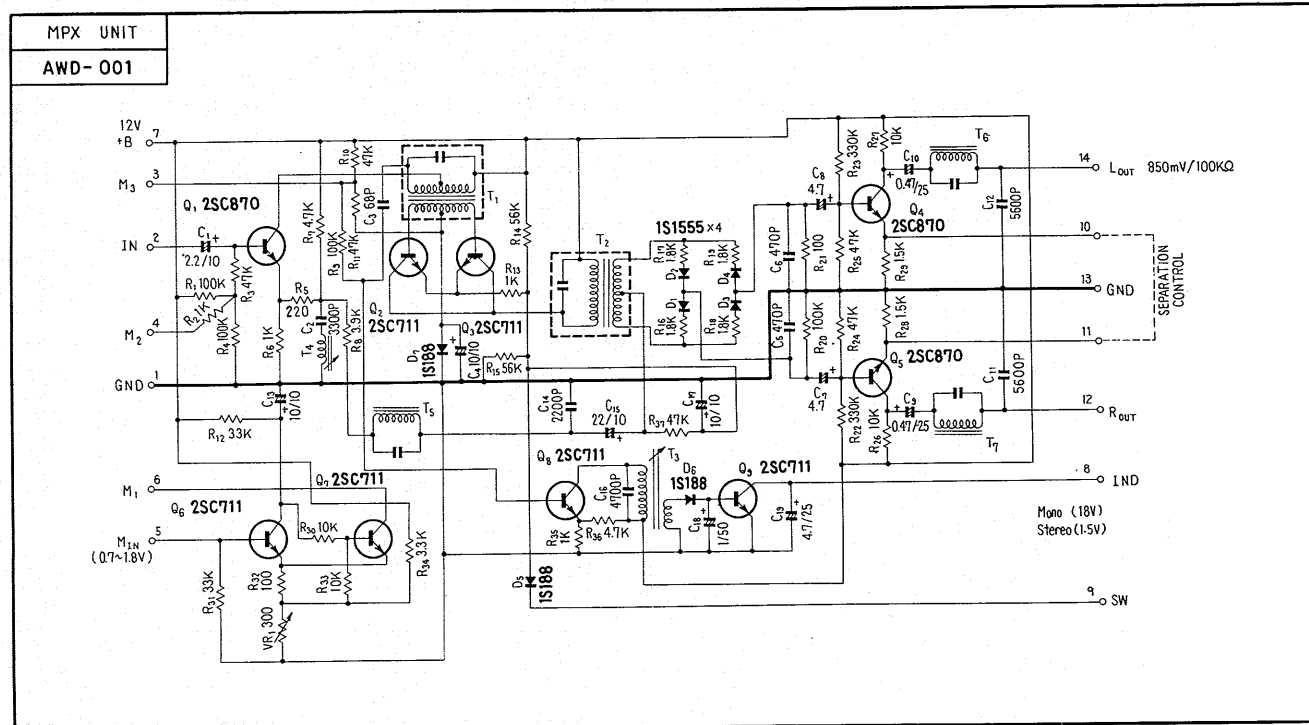 MPX UNIT
AWD-001
12V
+B 7
M3 3
IN 2
M2 4
GND 1
M1 6
MIN 5
(0.7~1.8V)
Q1 2SC870
C1 +
2.2/10
R1 100K
R2 1K
R3 47K
R4 100K
R5
220
R6 1K
R7 4.7K
C2
3300P
T4
R8 3.9K
R9 100K
R10
47K
R11 47K
C3 68P
T1
Q2
2SC711
Q3 2SC711
R13
1K
R14 56K
D7
1S188
C4 10/10
R15 56K
C13
10/10
R12 33K
T5
C14
2200P
C15
22/10
R37 47K
C17
10/10
T2
1S1555 ×4
R17
1.8K
R19
1.8K
D2
D4
D1
D3
R16
1.8K
R18
1.8K
C6 470P
C5 470P
R21 100
R20 100K
C8
4.7
C7
4.7
R23 330K
R25 47K
R24 47K
R22 330K
R27
10K
R26
10K
Q4
2SC870
R29 1.5K
R28 1.5K
Q5 2SC870
C10
0.47/25
C9
0.47/25
T6
T7
C12
5600P
C11
5600P
14 LOUT 850mV/100KΩ
10
13 GND
11
SEPARATION
CONTROL
12 ROUT
8 IND
Mono (18V)
Stereo (1.5V)
9 SW
Q7 2SC711
Q6 2SC711
R30 10K
R31 33K
R32
100
R33
10K
R34 3.3K
VR1 300
Q8 2SC711
C16
4700P
T3
R35
1K
R36 4.7K
D6
1S188
Q9 2SC711
C18
1/50
C19
4.7/25
D5
1S188